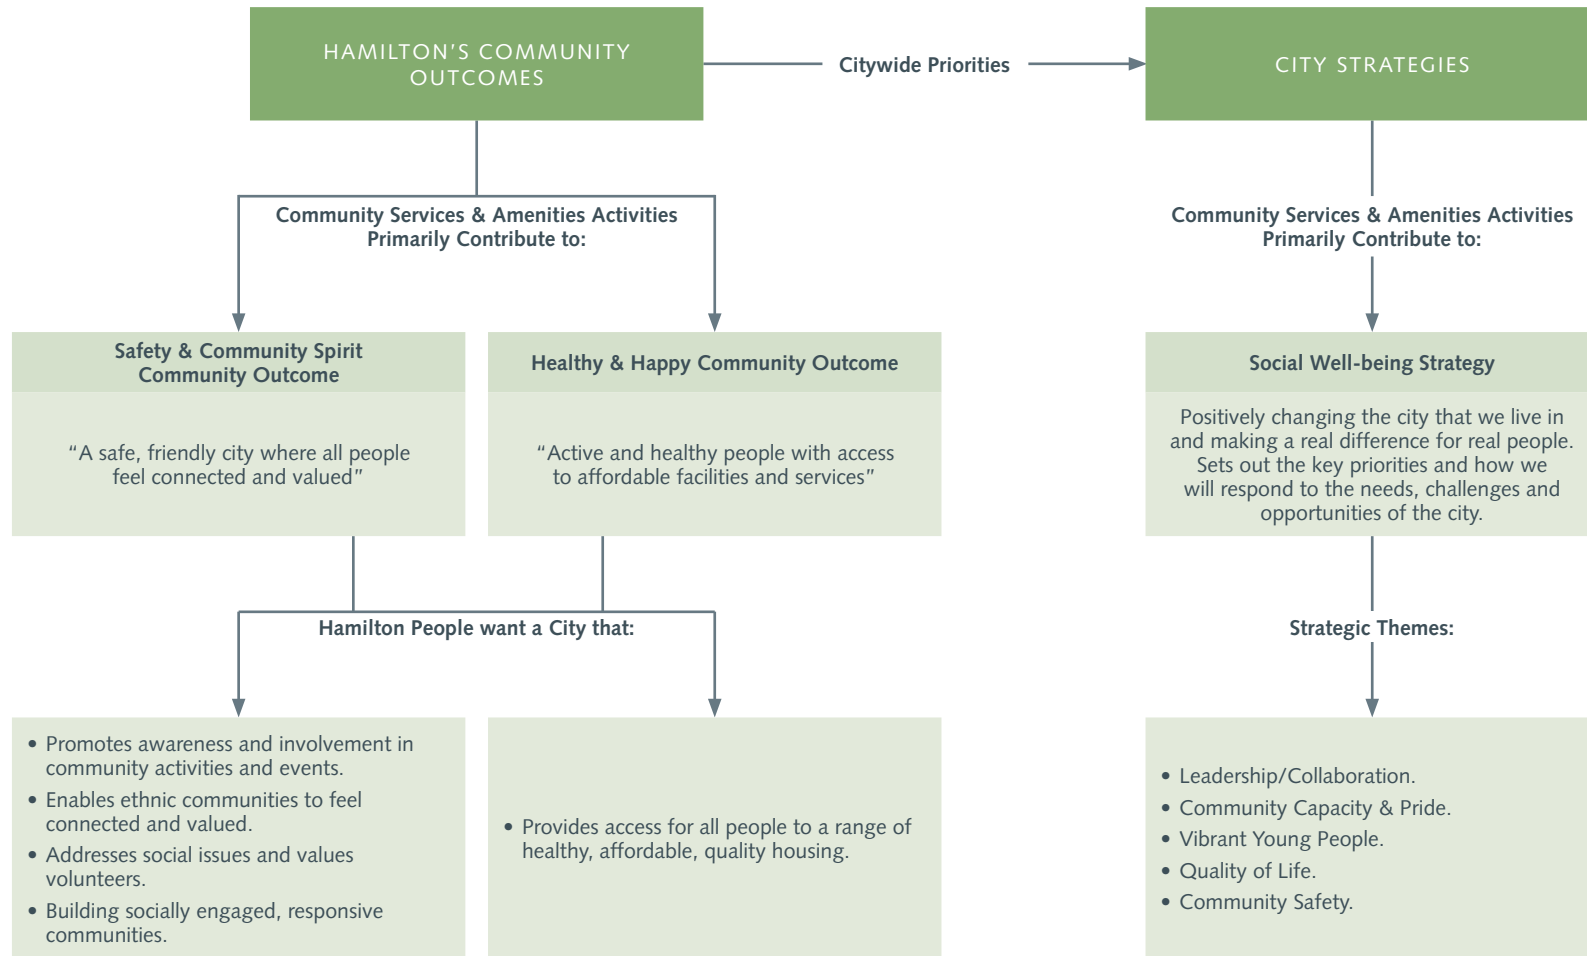 HAMILTON'S COMMUNITY
OUTCOMES
Citywide Priorities
CITY STRATEGIES
Community Services & Amenities Activities
Primarily Contribute to:
Community Services & Amenities Activities
Primarily Contribute to:
Safety & Community Spirit
Community Outcome
“A safe, friendly city where all people
feel connected and valued”
Healthy & Happy Community Outcome
“Active and healthy people with access
to affordable facilities and services”
Social Well-being Strategy
Positively changing the city that we live in
and making a real difference for real people.
Sets out the key priorities and how we
will respond to the needs, challenges and
opportunities of the city.
Hamilton People want a City that:
Strategic Themes:
• Promotes awareness and involvement in
community activities and events.
• Enables ethnic communities to feel
connected and valued.
• Addresses social issues and values
volunteers.
• Building socially engaged, responsive
communities.
• Provides access for all people to a range of
healthy, affordable, quality housing.
• Leadership/Collaboration.
• Community Capacity & Pride.
• Vibrant Young People.
• Quality of Life.
• Community Safety.